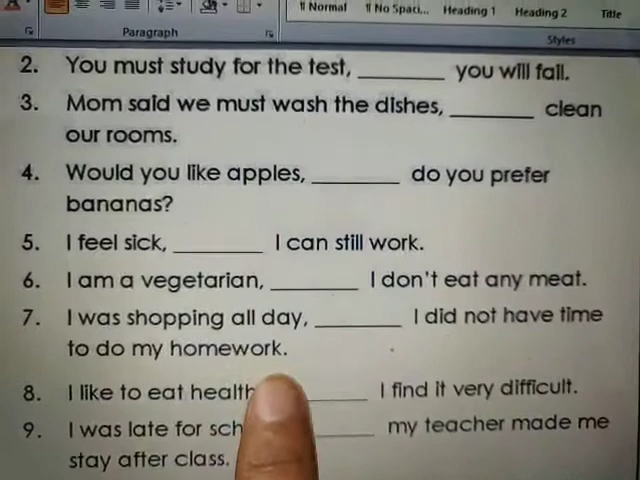 ¶ Normal ¶ No Spaci... Heading 1 Heading 2 Title
Paragraph Styles
2. You must study for the test, ________ you will fail.
3. Mom said we must wash the dishes, ________ clean
our rooms.
4. Would you like apples, ________ do you prefer
bananas?
5. I feel sick, ________ I can still work.
6. I am a vegetarian, ________ I don't eat any meat.
7. I was shopping all day, ________ I did not have time
to do my homework.
8. I like to eat health ________ I find it very difficult.
9. I was late for sch ________ my teacher made me
stay after class.